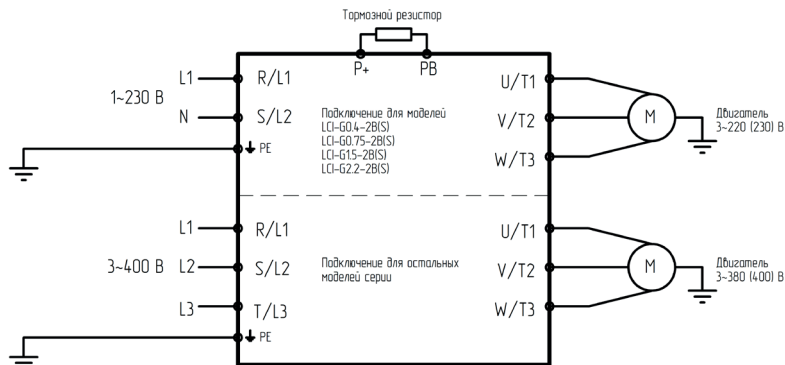 Тормозной резистор
P+ PB
L1 R/L1 U/T1
1~230 В
N S/L2 V/T2
PE
W/T3
Подключение для моделей
LCI-G0.4-2B(S)
LCI-G0.75-2B(S)
LCI-G1.5-2B(S)
LCI-G2.2-2B(S)
M
Двигатель
3~220 (230) В
L1 R/L1 U/T1
3~400 В L2 S/L2 V/T2
L3 T/L3 W/T3
PE
Подключение для остальных
моделей серии
M
Двигатель
3~380 (400) В